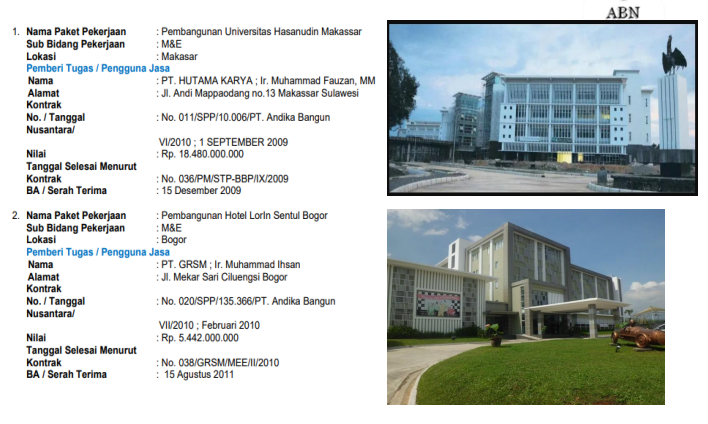 ABN
1. Nama Paket Pekerjaan : Pembangunan Universitas Hasanudin Makassar
Sub Bidang Pekerjaan : M&E
Lokasi : Makasar
Pemberi Tugas / Pengguna Jasa
Nama : PT. HUTAMA KARYA ; Ir. Muhammad Fauzan, MM
Alamat : Jl. Andi Mappaodang no.13 Makassar Sulawesi
Kontrak
No. / Tanggal : No. 011/SPP/10.006/PT. Andika Bangun
Nusantara/
VI/2010 ; 1 SEPTEMBER 2009
Nilai : Rp. 18.480.000.000
Tanggal Selesai Menurut
Kontrak : No. 036/PM/STP-BBP/IX/2009
BA / Serah Terima : 15 Desember 2009
2. Nama Paket Pekerjaan : Pembangunan Hotel LorIn Sentul Bogor
Sub Bidang Pekerjaan : M&E
Lokasi : Bogor
Pemberi Tugas / Pengguna Jasa
Nama : PT. GRSM ; Ir. Muhammad Ihsan
Alamat : Jl. Mekar Sari Ciluengsi Bogor
Kontrak
No. / Tanggal : No. 020/SPP/135.366/PT. Andika Bangun
Nusantara/
VII/2010 ; Februari 2010
Nilai : Rp. 5.442.000.000
Tanggal Selesai Menurut
Kontrak : No. 038/GRSM/MEE/II/2010
BA / Serah Terima : 15 Agustus 2011